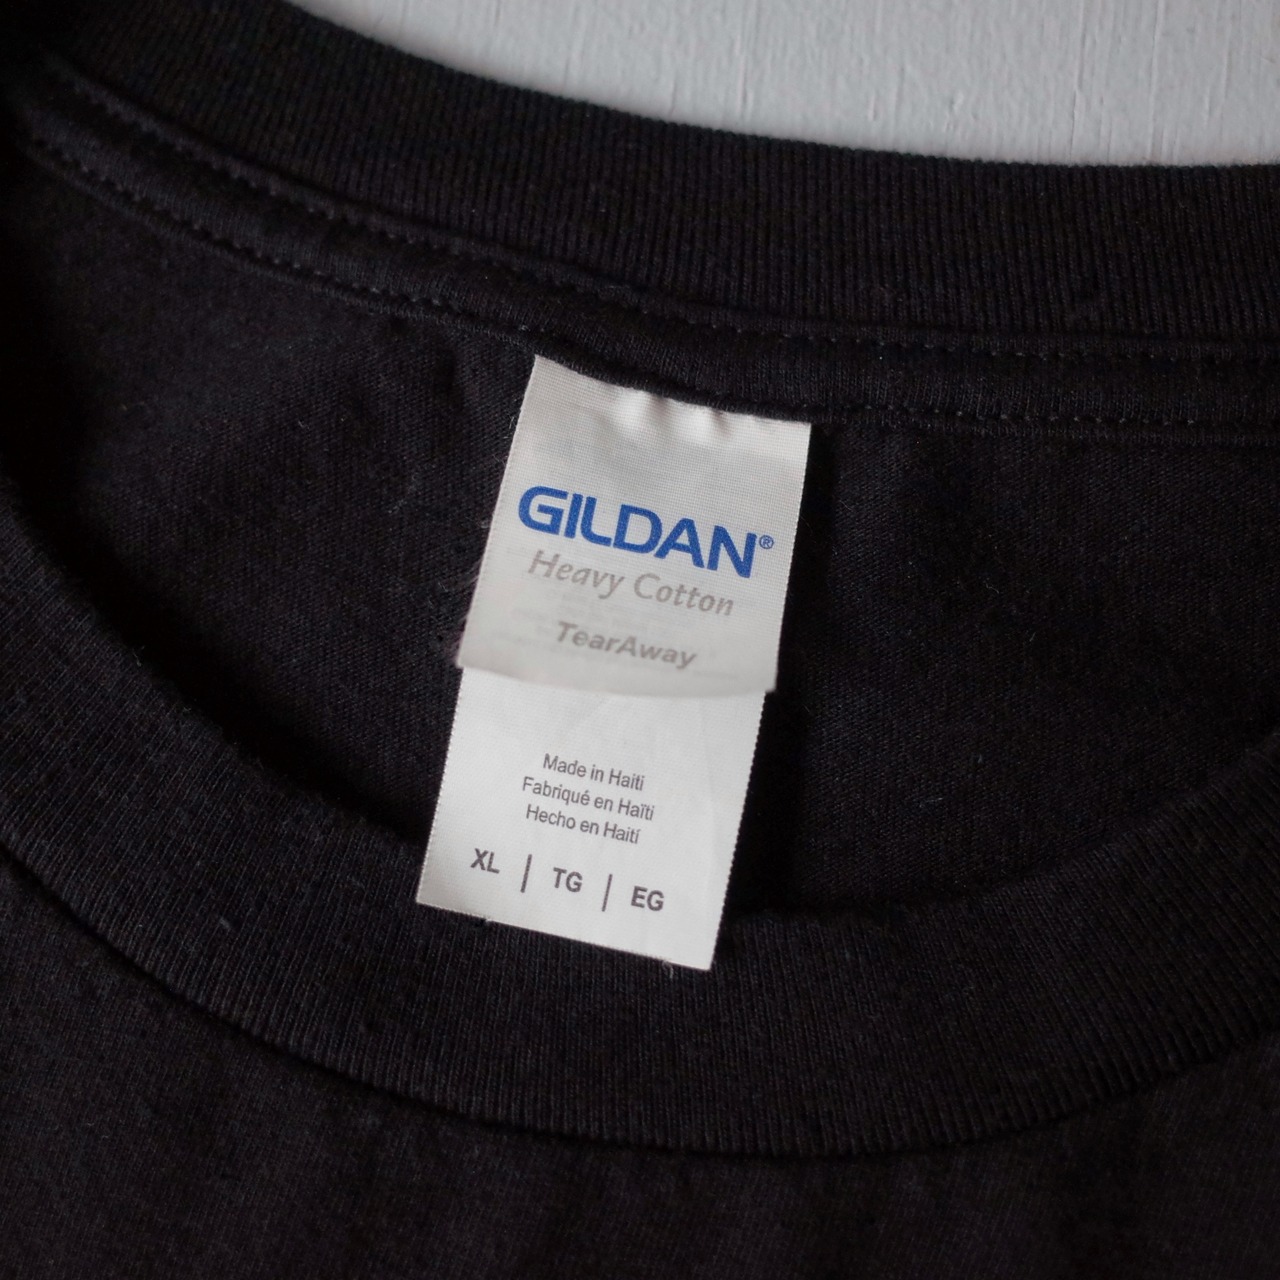 GILDAN®
Heavy Cotton
TearAway
Made in Haiti
Fabriqué en Haïti
Hecho en Haití
XL | TG | EG